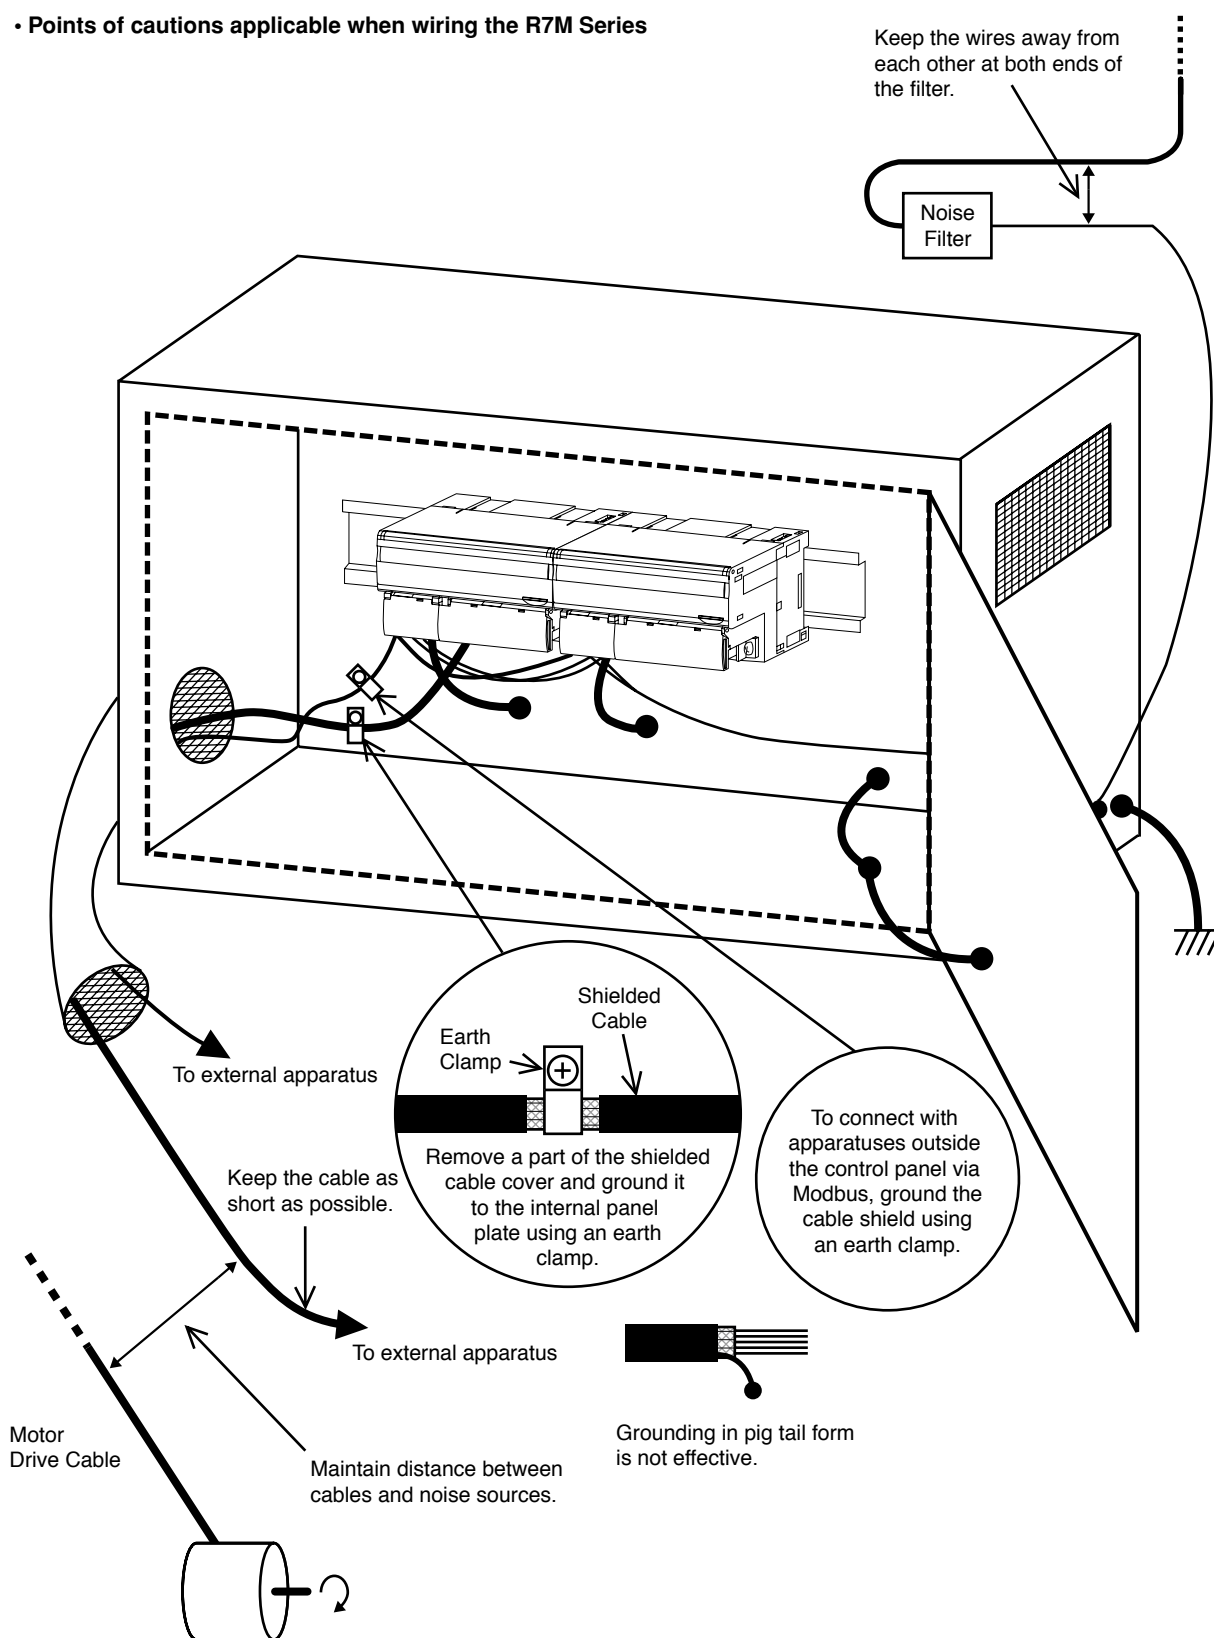 • Points of cautions applicable when wiring the R7M Series
Keep the wires away from
each other at both ends of
the filter.
Noise
Filter
Shielded
Cable
Earth
Clamp
Remove a part of the shielded
cable cover and ground it
to the internal panel
plate using an earth
clamp.
To connect with
apparatuses outside
the control panel via
Modbus, ground the
cable shield using
an earth clamp.
To external apparatus
Keep the cable as
short as possible.
To external apparatus
Grounding in pig tail form
is not effective.
Motor
Drive Cable
Maintain distance between
cables and noise sources.